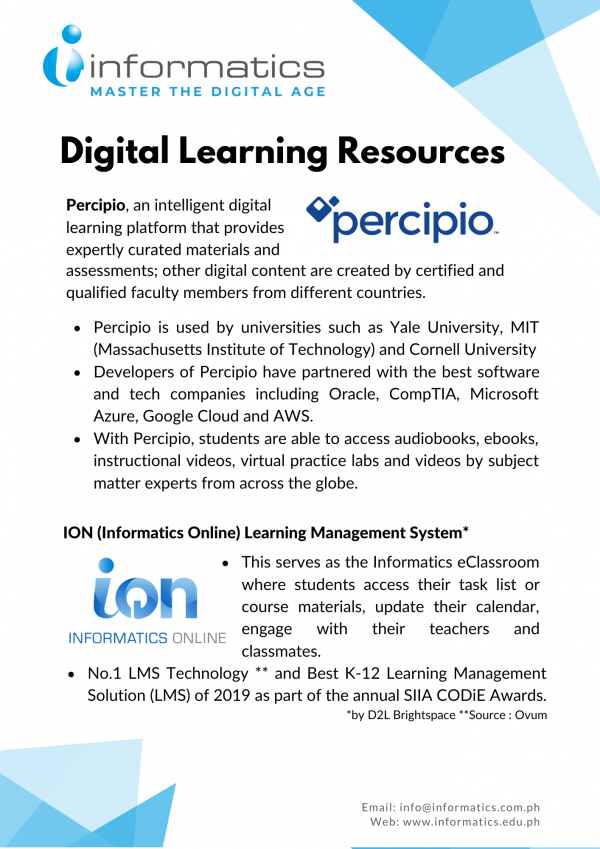 informatics
MASTER THE DIGITAL AGE
Digital Learning Resources
Percipio, an intelligent digital
learning platform that provides
expertly curated materials and
assessments; other digital content are created by certified and
qualified faculty members from different countries.
percipio™
• Percipio is used by universities such as Yale University, MIT
(Massachusetts Institute of Technology) and Cornell University
• Developers of Percipio have partnered with the best software
and tech companies including Oracle, CompTIA, Microsoft
Azure, Google Cloud and AWS.
• With Percipio, students are able to access audiobooks, ebooks,
instructional videos, virtual practice labs and videos by subject
matter experts from across the globe.
ION (Informatics Online) Learning Management System*
ion
INFORMATICS ONLINE
• This serves as the Informatics eClassroom
where students access their task list or
course materials, update their calendar,
engage with their teachers and
classmates.
• No.1 LMS Technology ** and Best K-12 Learning Management
Solution (LMS) of 2019 as part of the annual SIIA CODiE Awards.
*by D2L Brightspace **Source : Ovum
Email: info@informatics.com.ph
Web: www.informatics.edu.ph